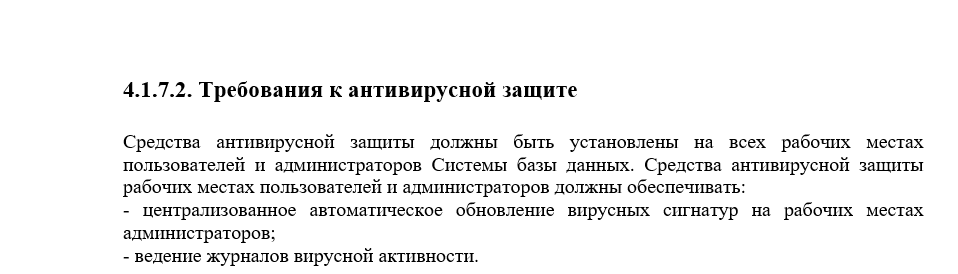 4.1.7.2. Требования к антивирусной защите
Средства антивирусной защиты должны быть установлены на всех рабочих местах
пользователей и администраторов Системы базы данных. Средства антивирусной защиты
рабочих местах пользователей и администраторов должны обеспечивать:
- централизованное автоматическое обновление вирусных сигнатур на рабочих местах
администраторов;
- ведение журналов вирусной активности.